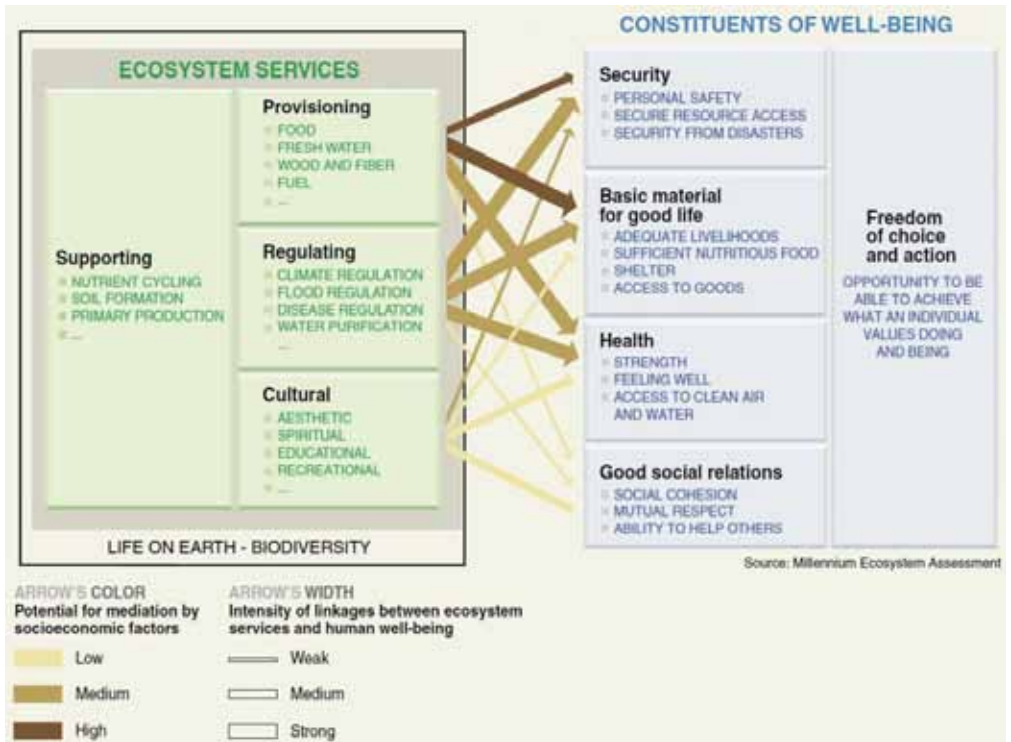 CONSTITUENTS OF WELL-BEING
ECOSYSTEM SERVICES
Supporting
NUTRIENT CYCLING
SOIL FORMATION
PRIMARY PRODUCTION
...
Provisioning
FOOD
FRESH WATER
WOOD AND FIBER
FUEL
...
Regulating
CLIMATE REGULATION
FLOOD REGULATION
DISEASE REGULATION
WATER PURIFICATION
...
Cultural
AESTHETIC
SPIRITUAL
EDUCATIONAL
RECREATIONAL
...
LIFE ON EARTH - BIODIVERSITY
Security
PERSONAL SAFETY
SECURE RESOURCE ACCESS
SECURITY FROM DISASTERS
Basic material
for good life
ADEQUATE LIVELIHOODS
SUFFICIENT NUTRITIOUS FOOD
SHELTER
ACCESS TO GOODS
Health
STRENGTH
FEELING WELL
ACCESS TO CLEAN AIR
AND WATER
Good social relations
SOCIAL COHESION
MUTUAL RESPECT
ABILITY TO HELP OTHERS
Freedom
of choice
and action
OPPORTUNITY TO BE
ABLE TO ACHIEVE
WHAT AN INDIVIDUAL
VALUES DOING
AND BEING
Source: Millennium Ecosystem Assessment
ARROW'S COLOR
Potential for mediation by
socioeconomic factors
Low
Medium
High
ARROW'S WIDTH
Intensity of linkages between ecosystem
services and human well-being
Weak
Medium
Strong